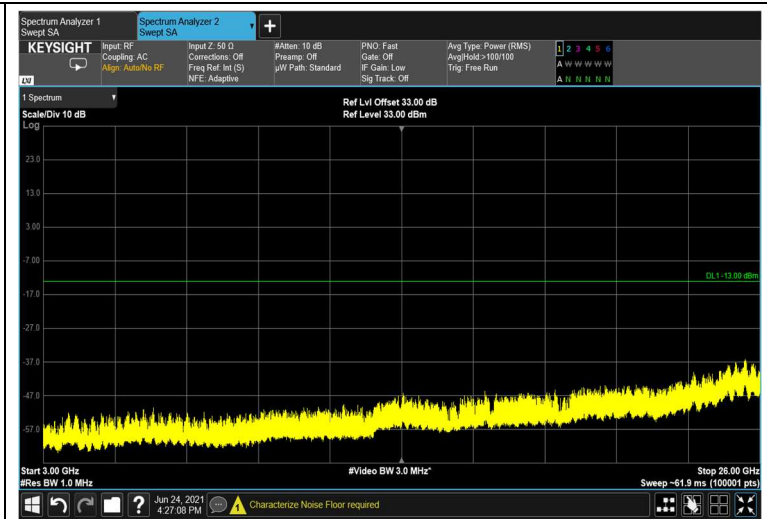 Spectrum Analyzer 1
Swept SA
Spectrum Analyzer 2
Swept SA
+
KEYSIGHT
LXI
Input: RF
Coupling: AC
Align: Auto/No RF
Input Z: 50 Ω
Corrections: Off
Freq Ref: Int (S)
NFE: Adaptive
#Atten: 10 dB
Preamp: Off
µW Path: Standard
PNO: Fast
Gate: Off
IF Gain: Low
Sig Track: Off
Avg Type: Power (RMS)
Avg|Hold:>100/100
Trig: Free Run
1 2 3 4 5 6
A W W W W W
A N N N N N
1 Spectrum
Scale/Div 10 dB
Log
Ref Lvl Offset 33.00 dB
Ref Level 33.00 dBm
23.0
13.0
3.00
-7.00
DL1 -13.00 dBm
-17.0
-27.0
-37.0
-47.0
-57.0
Start 3.00 GHz
#Res BW 1.0 MHz
#Video BW 3.0 MHz*
Stop 26.00 GHz
Sweep ~61.9 ms (100001 pts)
?
Jun 24, 2021
4:27:08 PM
Characterize Noise Floor required